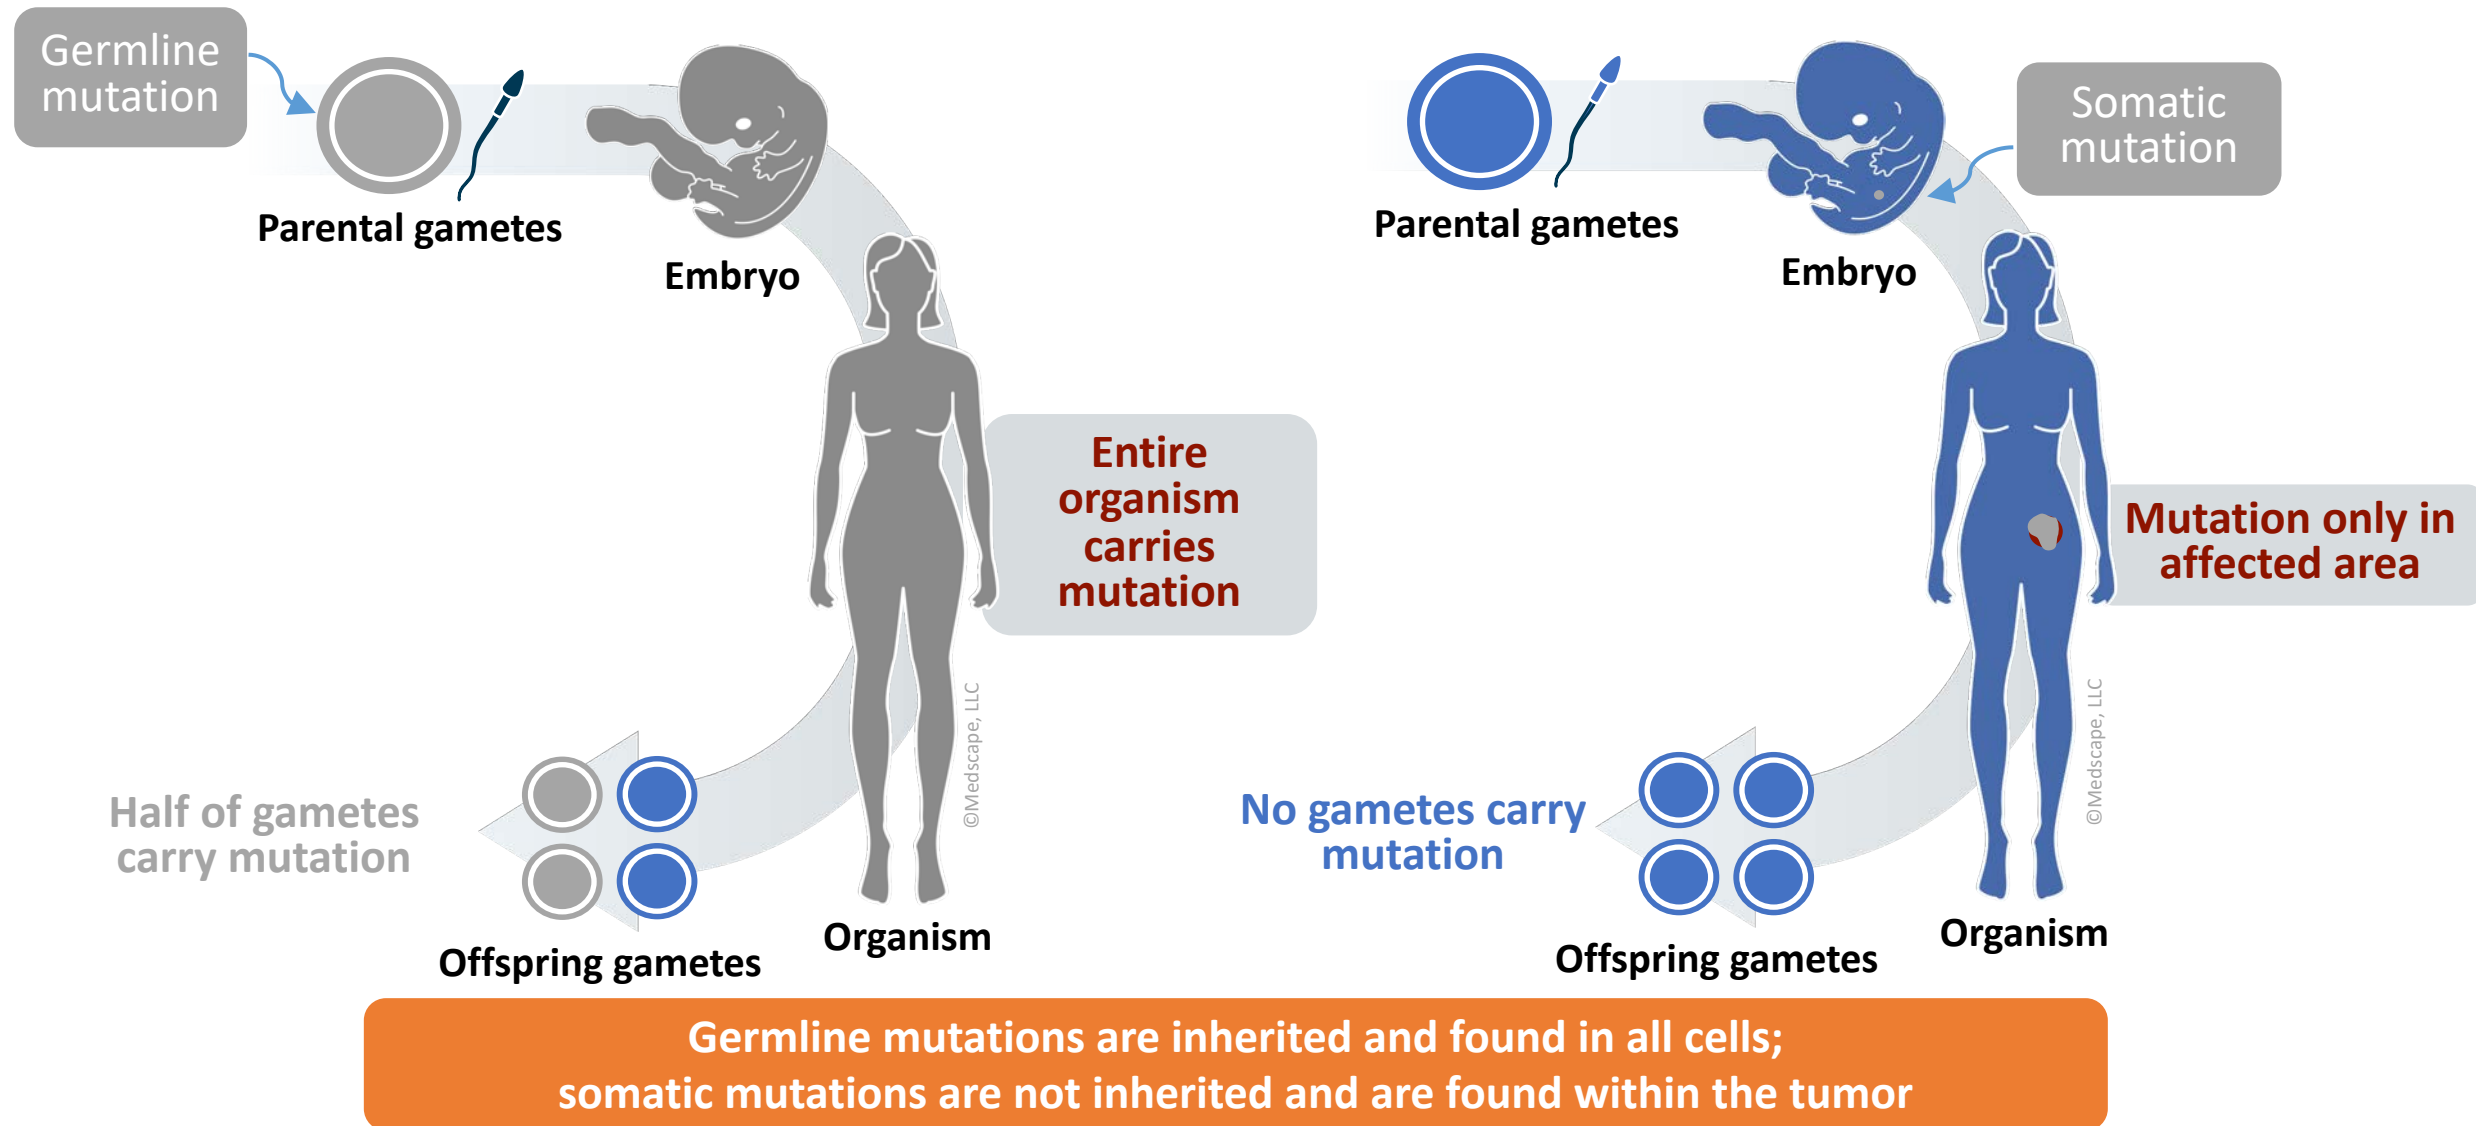 Germline
mutation
Parental gametes
Embryo
Entire
organism
carries
mutation
©Medscape, LLC
Half of gametes
carry mutation
Offspring gametes
Organism
Somatic
mutation
Parental gametes
Embryo
Mutation only in
affected area
©Medscape, LLC
No gametes carry
mutation
Offspring gametes
Organism
Germline mutations are inherited and found in all cells;
somatic mutations are not inherited and are found within the tumor